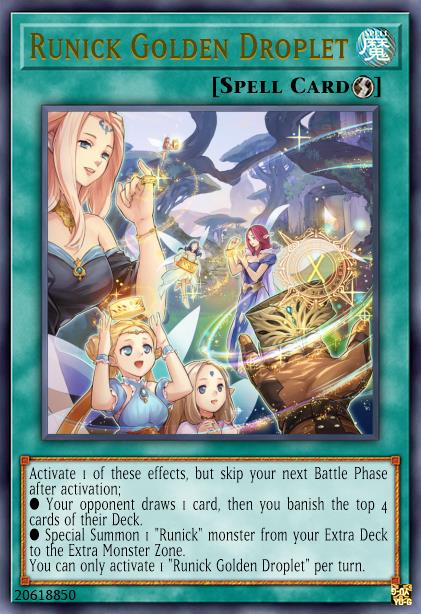 RUNICK GOLDEN DROPLET
SPELL
魔
[SPELL CARD]
X
Activate 1 of these effects, but skip your next Battle Phase
after activation;
● Your opponent draws 1 card, then you banish the top 4
cards of their Deck.
● Special Summon 1 "Runick" monster from your Extra Deck
to the Extra Monster Zone.
You can only activate 1 "Runick Golden Droplet" per turn.
20618850